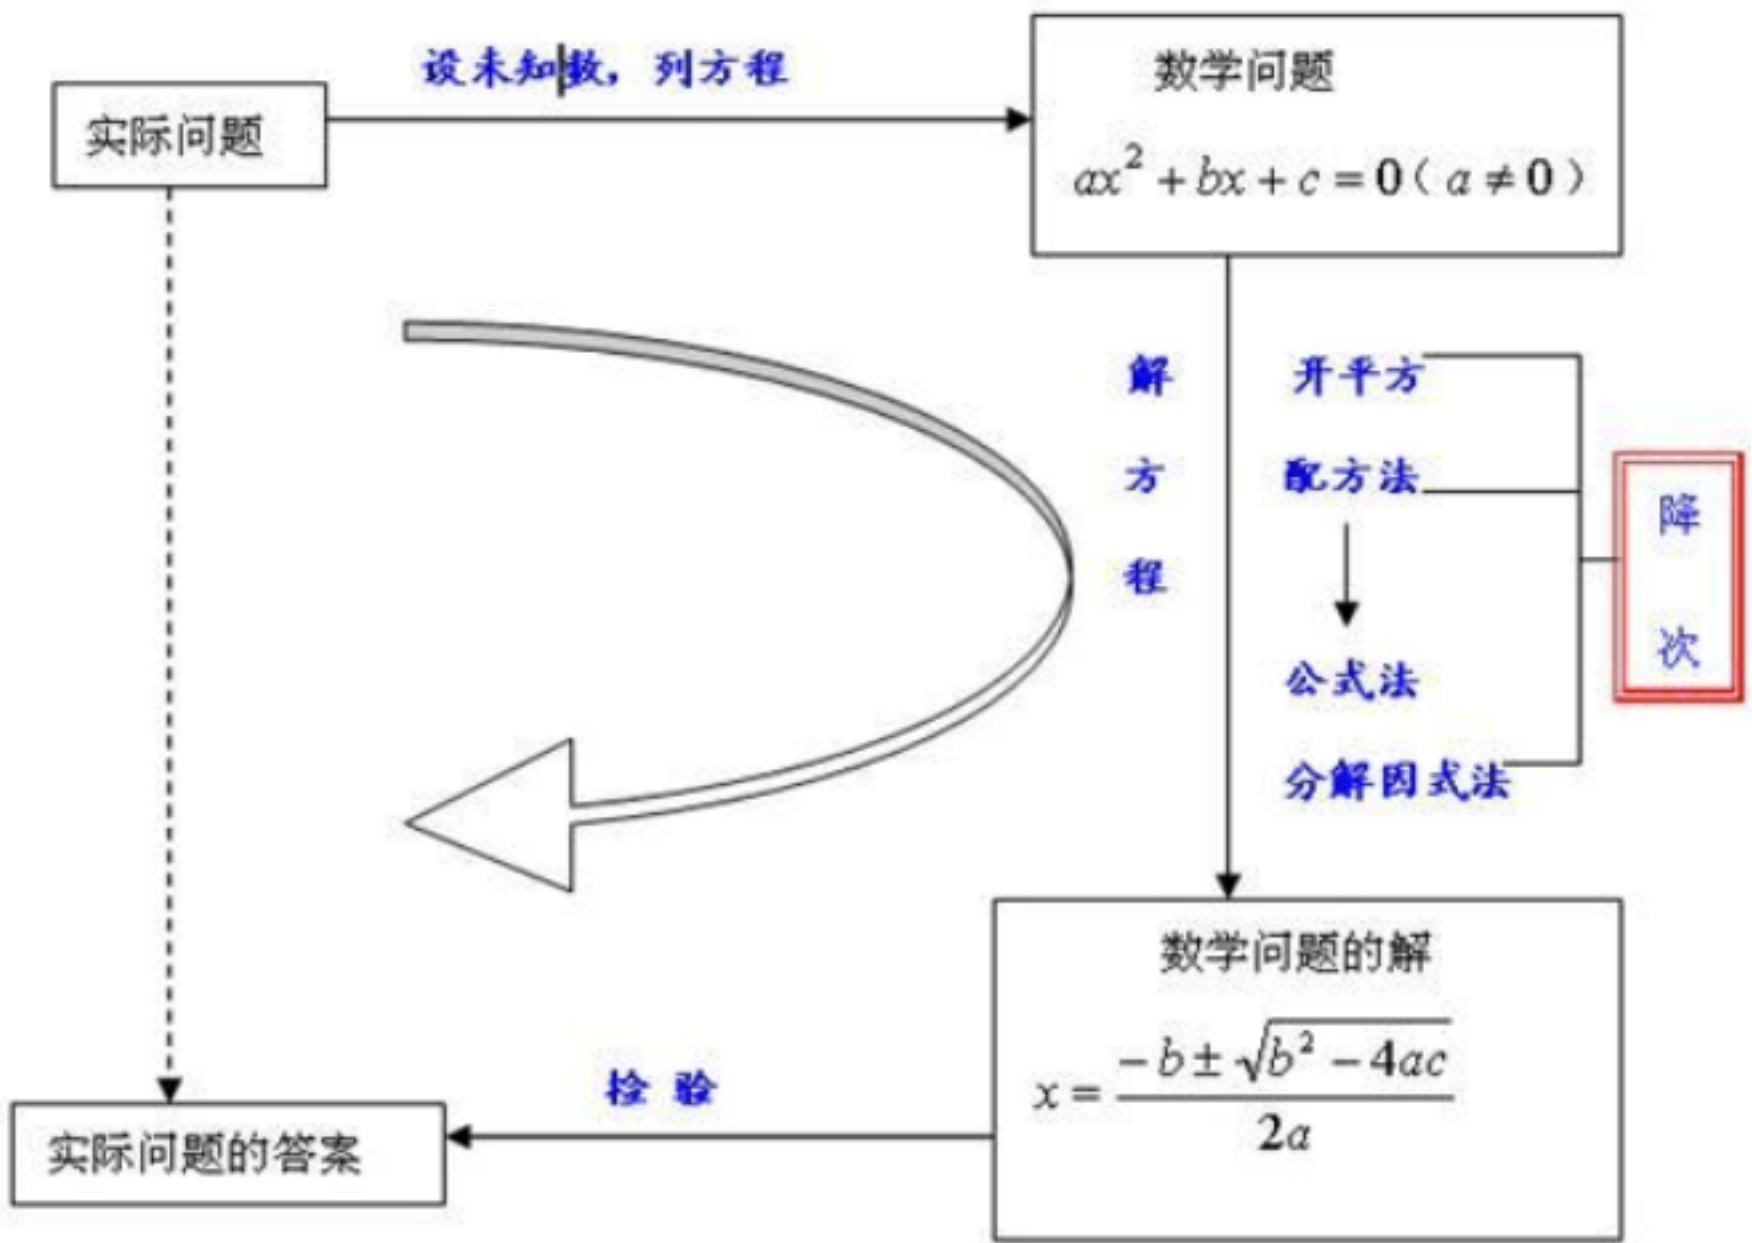 设未知数，列方程
实际问题
数学问题
ax² + bx + c = 0（a ≠ 0）
解方程
开平方
配方法
公式法
分解因式法
降次
数学问题的解
x = \frac{-b ± \sqrt{b² - 4ac}}{2a}
检 验
实际问题的答案